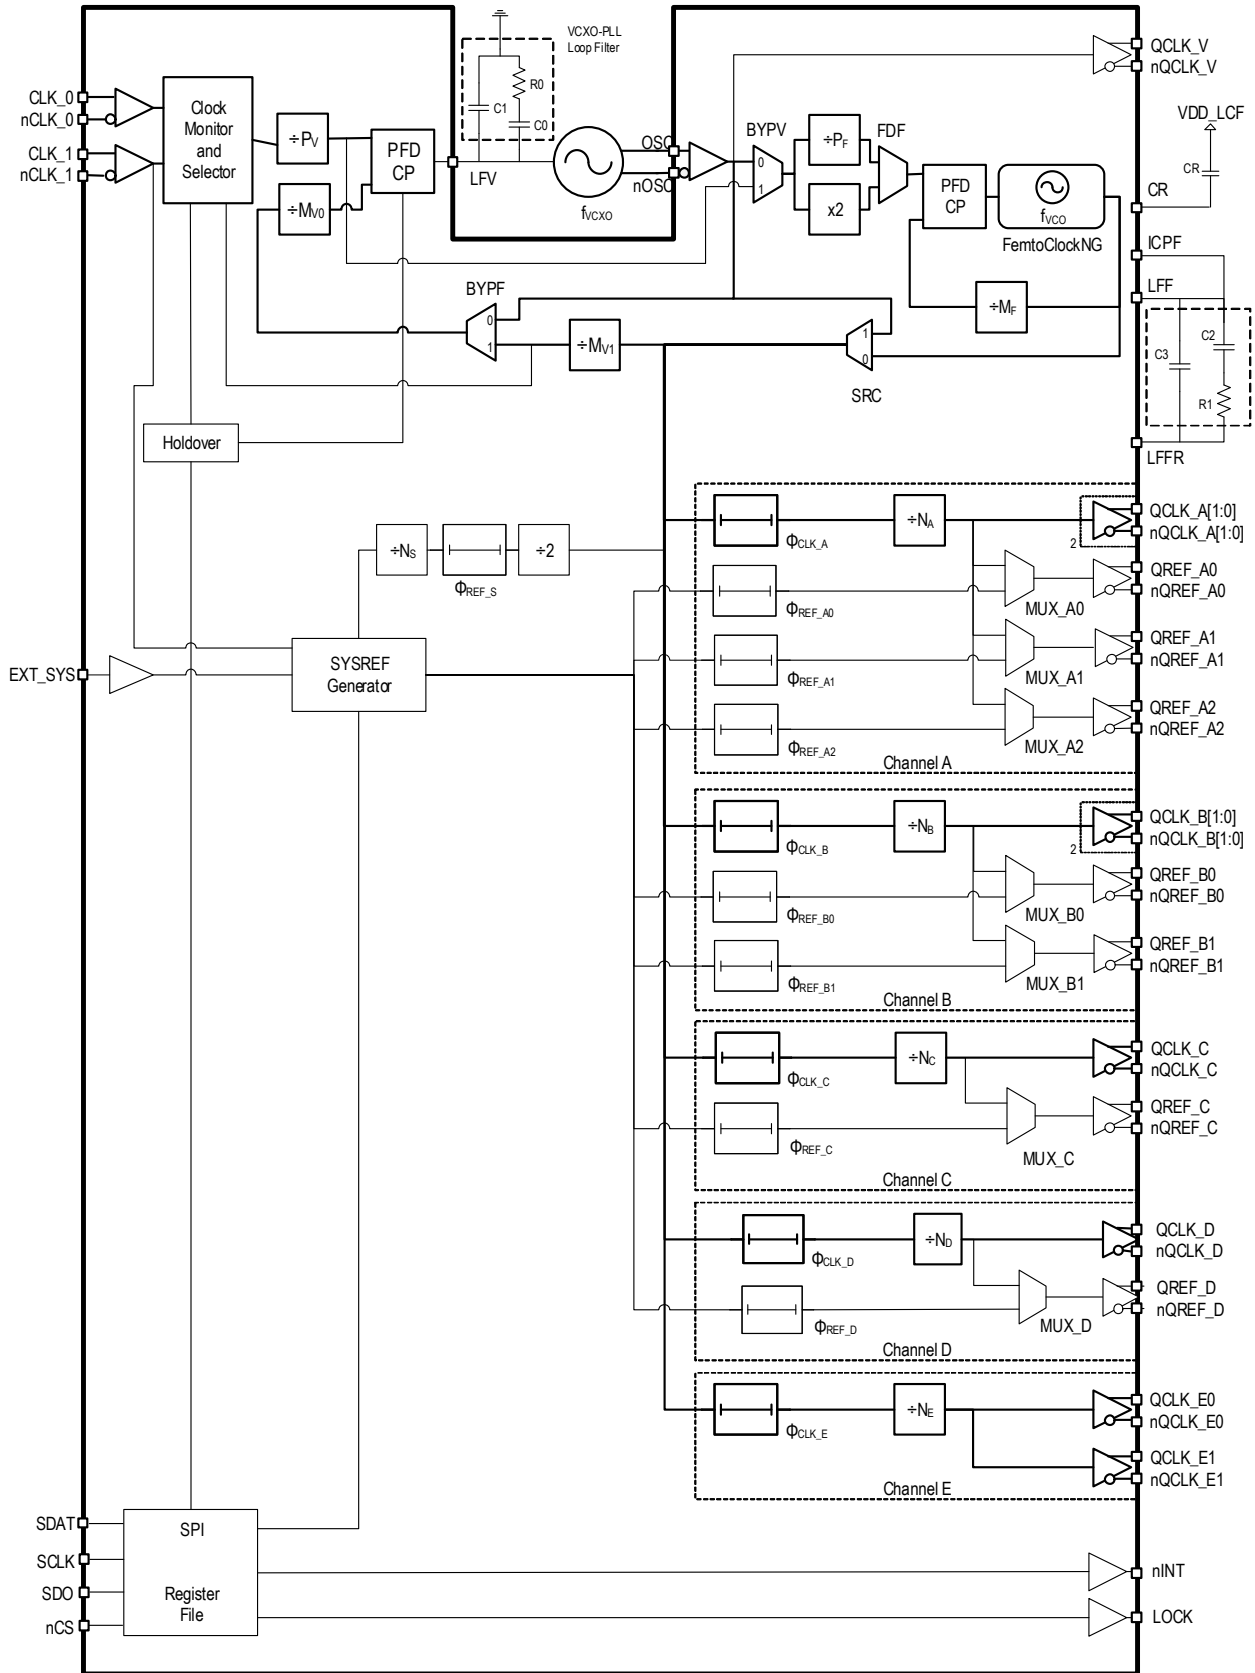 VCXO-PLL
Loop Filter
R0
C1
C0
QCLK_V
nQCLK_V
CLK_0
nCLK_0
CLK_1
nCLK_1
Clock
Monitor
and
Selector
÷PV
PFD
CP
LFV
÷MV0
fVCXO
OSC
nOSC
BYPV
0
1
÷PF
x2
FDF
PFD
CP
fVCO
FemtoClockNG
÷MF
VDD_LCF
CR
CR
ICPF
LFF
C3
C2
R1
LFFR
BYPF
0
1
÷MV1
1
0
SRC
Holdover
÷NS
ΦREF_S
÷2
EXT_SYS
SYSREF
Generator
ΦCLK_A
÷NA
2
QCLK_A[1:0]
nQCLK_A[1:0]
ΦREF_A0
MUX_A0
QREF_A0
nQREF_A0
ΦREF_A1
MUX_A1
QREF_A1
nQREF_A1
ΦREF_A2
MUX_A2
QREF_A2
nQREF_A2
Channel A
ΦCLK_B
÷NB
2
QCLK_B[1:0]
nQCLK_B[1:0]
ΦREF_B0
MUX_B0
QREF_B0
nQREF_B0
ΦREF_B1
MUX_B1
QREF_B1
nQREF_B1
Channel B
ΦCLK_C
÷NC
QCLK_C
nQCLK_C
ΦREF_C
MUX_C
QREF_C
nQREF_C
Channel C
ΦCLK_D
÷ND
QCLK_D
nQCLK_D
ΦREF_D
MUX_D
QREF_D
nQREF_D
Channel D
ΦCLK_E
÷NE
QCLK_E0
nQCLK_E0
QCLK_E1
nQCLK_E1
Channel E
SDAT
SCLK
SDO
nCS
SPI
Register
File
nINT
LOCK